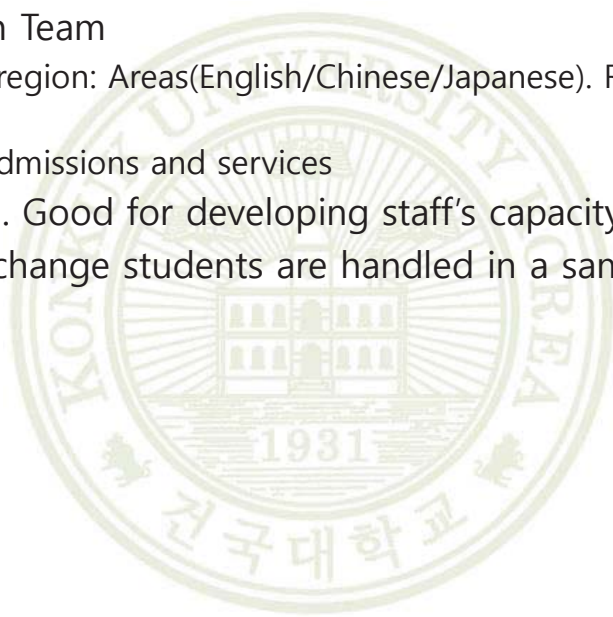 Team
region: Areas(English/Chinese/Japanese).
dmissions and services
. Good for developing staff's capacity
change students are handled in a
KONKUK UNIVERSITY KOREA
1931
건국대학교